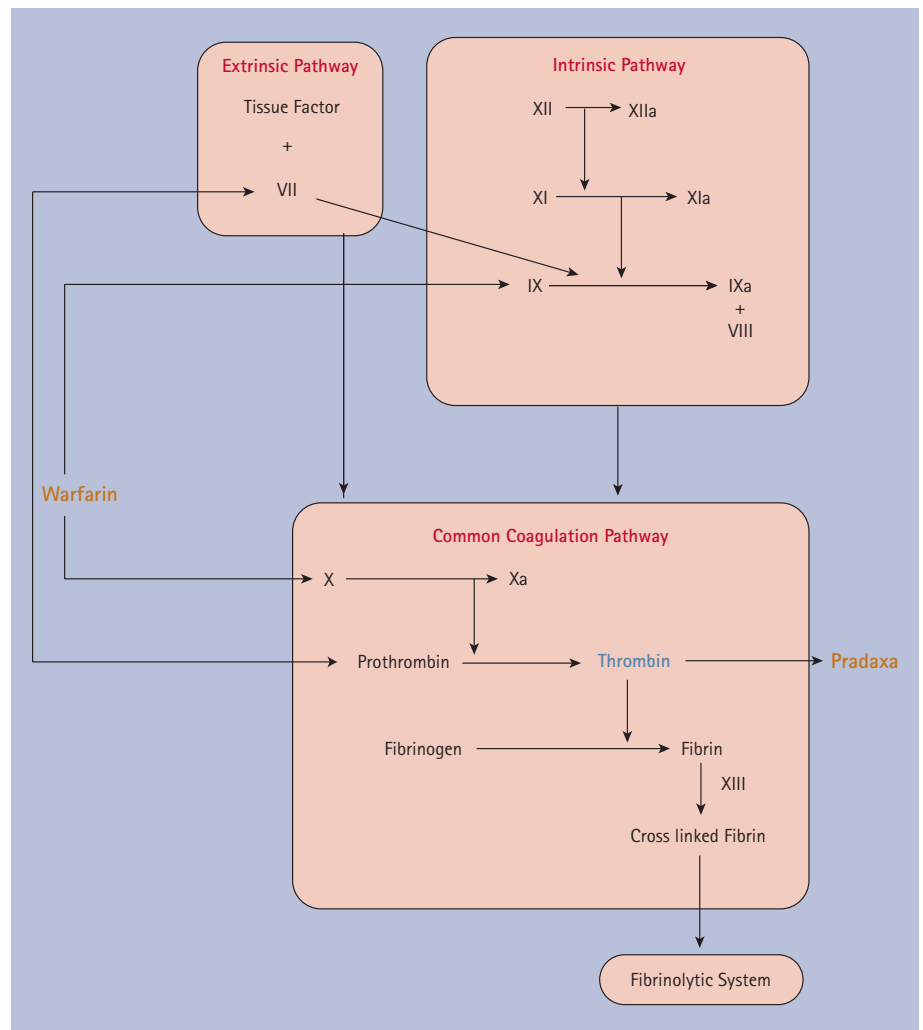 Extrinsic Pathway
Tissue Factor
+
VII
Intrinsic Pathway
XII
XIIa
XI
XIa
IX
IXa
+
VIII
Warfarin
Common Coagulation Pathway
X
Xa
Prothrombin
Thrombin
Pradaxa
Fibrinogen
Fibrin
XIII
Cross linked Fibrin
Fibrinolytic System